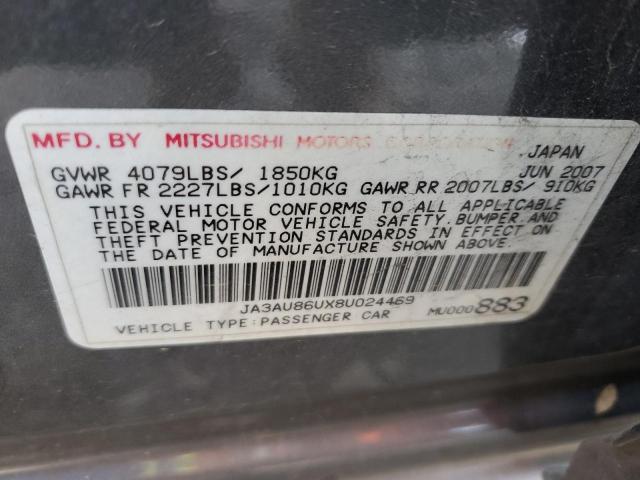 MFD. BY MITSUBISHI MOTORS CORPORATION JAPAN
GVWR 4079LBS/ 1850KG JUN 2007
GAWR FR 2227LBS/1010KG GAWR RR 2007LBS/ 910KG
THIS VEHICLE CONFORMS TO ALL APPLICABLE
FEDERAL MOTOR VEHICLE SAFETY, BUMPER, AND
THEFT PREVENTION STANDARDS IN EFFECT ON
THE DATE OF MANUFACTURE SHOWN ABOVE.
JA3AU86UX8U024469
VEHICLE TYPE:PASSENGER CAR MU000883